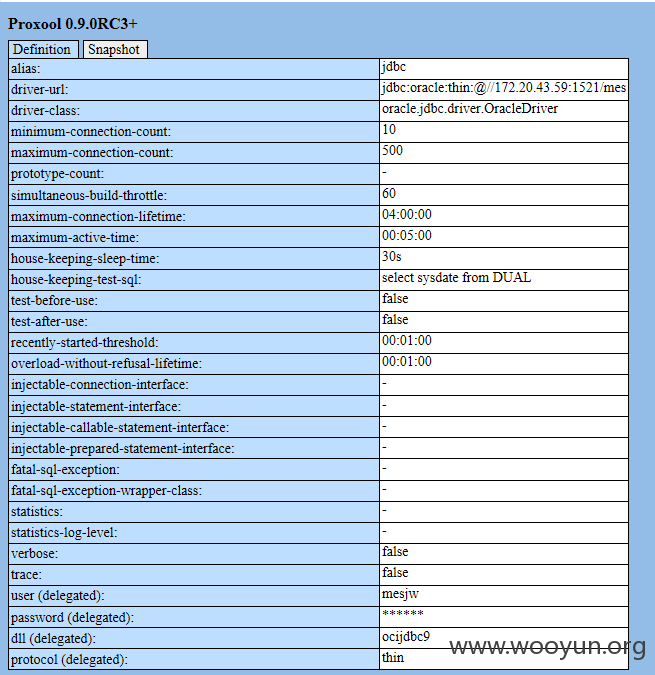 Proxool 0.9.0RC3+
Definition Snapshot
alias: jdbc
driver-url: jdbc:oracle:thin:@//172.20.43.59:1521/mes
driver-class: oracle.jdbc.driver.OracleDriver
minimum-connection-count: 10
maximum-connection-count: 500
prototype-count: -
simultaneous-build-throttle: 60
maximum-connection-lifetime: 04:00:00
maximum-active-time: 00:05:00
house-keeping-sleep-time: 30s
house-keeping-test-sql: select sysdate from DUAL
test-before-use: false
test-after-use: false
recently-started-threshold: 00:01:00
overload-without-refusal-lifetime: 00:01:00
injectable-connection-interface: -
injectable-statement-interface: -
injectable-callable-statement-interface: -
injectable-prepared-statement-interface: -
fatal-sql-exception: -
fatal-sql-exception-wrapper-class: -
statistics: -
statistics-log-level: -
verbose: false
trace: false
user (delegated): mesjw
password (delegated): ******
dll (delegated): ocijdbc9
www.wooyun.org
protocol (delegated): thin